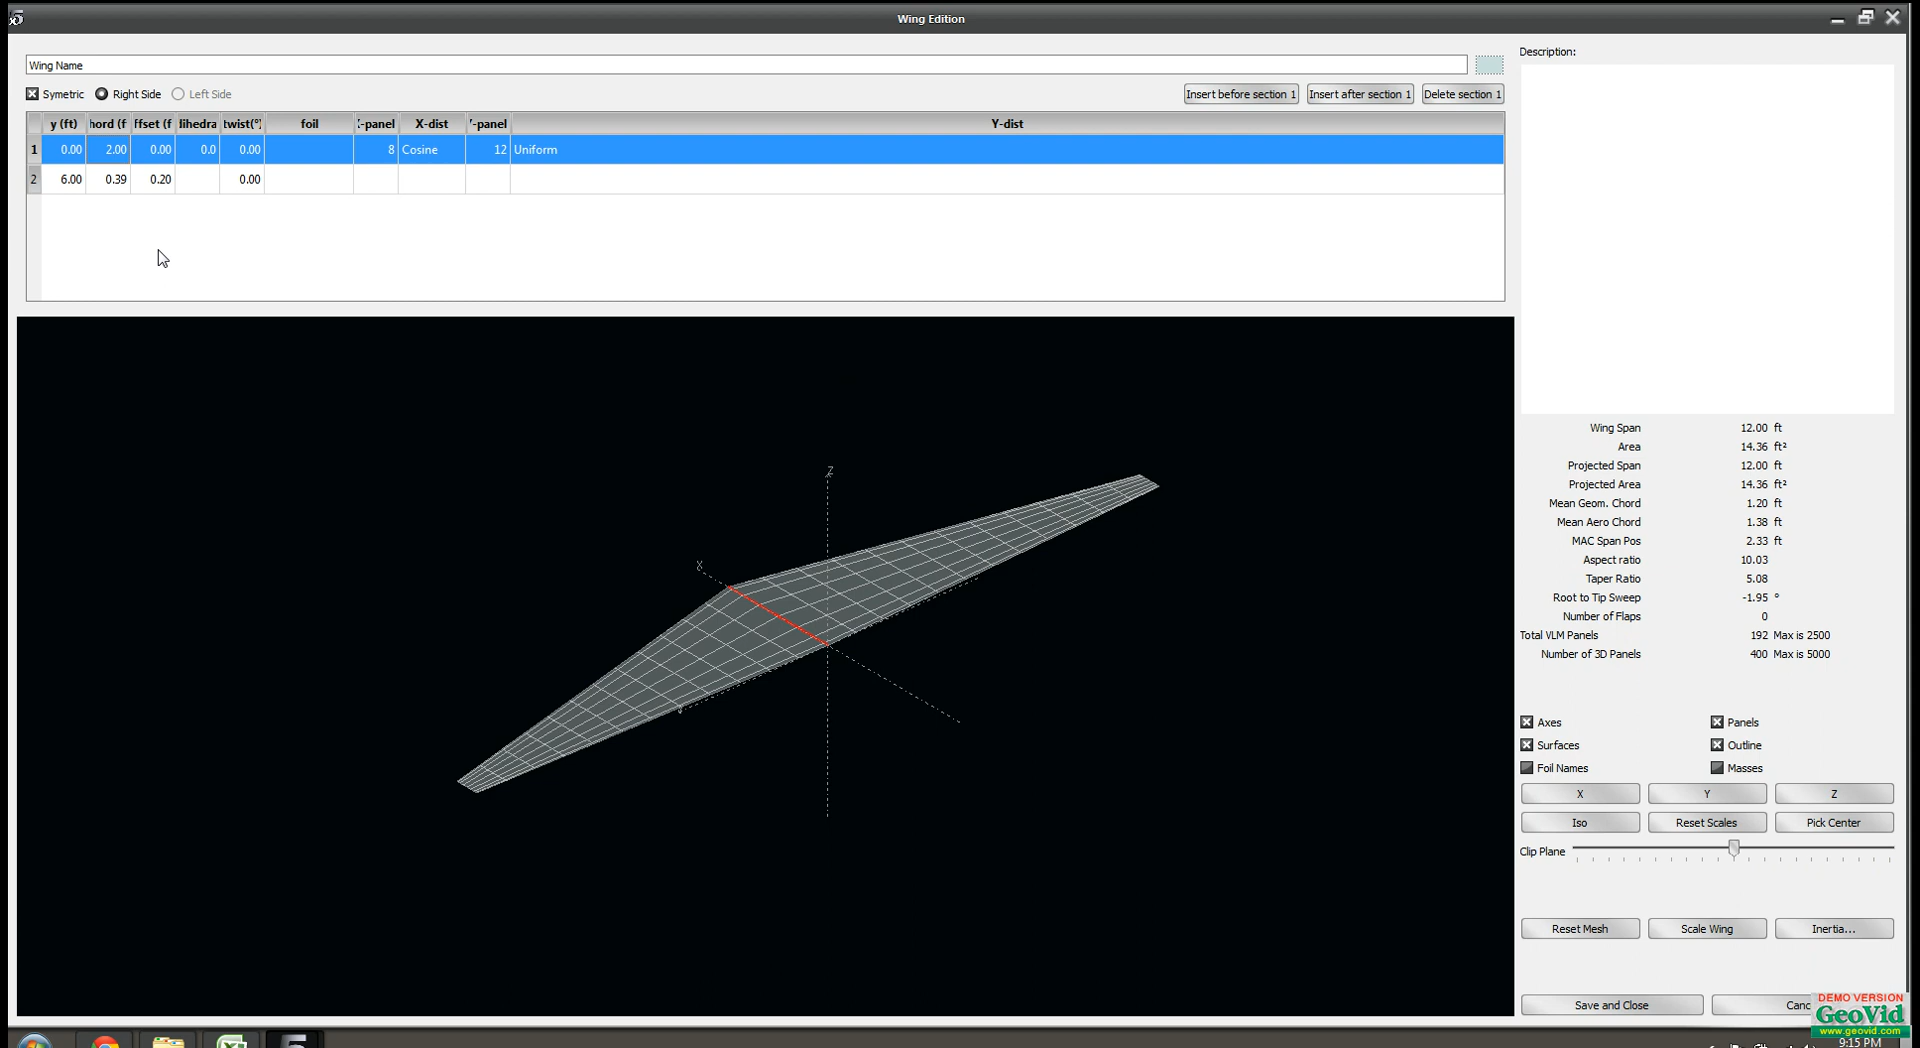 Wing Edition
Wing Name
Description:
Symetric Right Side Left Side Insert before section 1 Insert after section 1 Delete section 1
y (ft) hord (f ffset (f lihedra twist(°) foil X-panel X-dist Y-panel Y-dist
1 0.00 2.00 0.00 0.0 0.00 8 Cosine 12 Uniform
2 6.00 0.39 0.20 0.00
Z
X
Y
Wing Span 12.00 ft
Area 14.36 ft²
Projected Span 12.00 ft
Projected Area 14.36 ft²
Mean Geom. Chord 1.20 ft
Mean Aero Chord 1.38 ft
MAC Span Pos 2.33 ft
Aspect ratio 10.03
Taper Ratio 5.08
Root to Tip Sweep -1.95 °
Number of Flaps 0
Total VLM Panels 192 Max is 2500
Number of 3D Panels 400 Max is 5000
Axes Panels
Surfaces Outline
Foil Names Masses
X Y Z
Iso Reset Scales Pick Center
Clip Plane
Reset Mesh Scale Wing Inertia...
Save and Close Canc
DEMO VERSION
GeoVid
www.geovid.com
9:15 PM